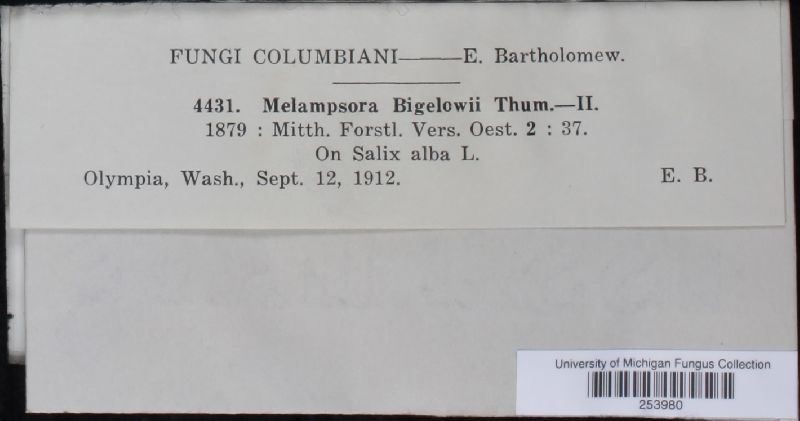 FUNGI COLUMBIANI———E. Bartholomew.
4431. Melampsora Bigelowii Thum.—II.
1879 : Mitth. Forstl. Vers. Oest. 2 : 37.
On Salix alba L.
Olympia, Wash., Sept. 12, 1912. E. B.
University of Michigan Fungus Collection
253980